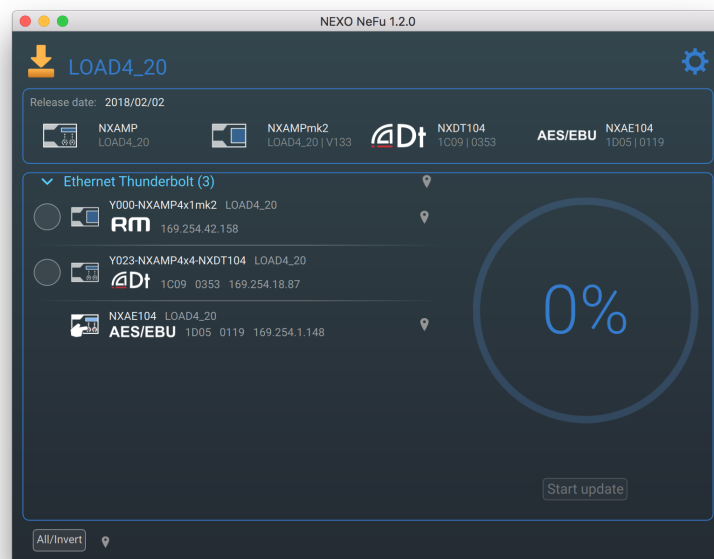 NEXO NeFu 1.2.0
LOAD4_20
Release date: 2018/02/02
NXAMP
LOAD4_20
NXAMPmk2
LOAD4_20 | V133
Dt
NXDT104
1C09 | 0353
AES/EBU
NXAE104
1D05 | 0119
Ethernet Thunderbolt (3)
Y000-NXAMP4x1mk2 LOAD4_20
RM 169.254.42.158
Y023-NXAMP4x4-NXDT104 LOAD4_20
Dt 1C09 0353 169.254.18.87
NXAE104 LOAD4_20
AES/EBU 1D05 0119 169.254.1.148
0%
Start update
All/Invert